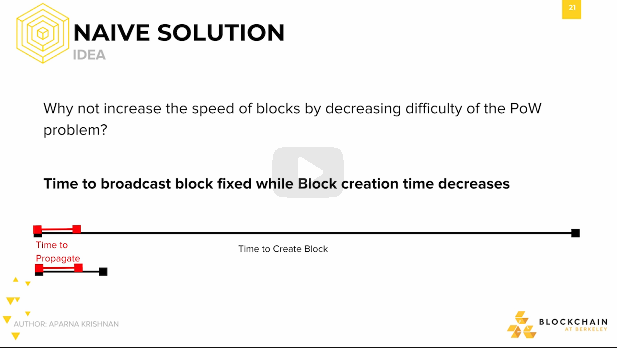 21
NAIVE SOLUTION
IDEA
Why not increase the speed of blocks by decreasing difficulty of the PoW
problem?
Time to broadcast block fixed while Block creation time decreases
Time to
Propagate
Time to Create Block
AUTHOR: APARNA KRISHNAN
BLOCKCHAIN
AT BERKELEY